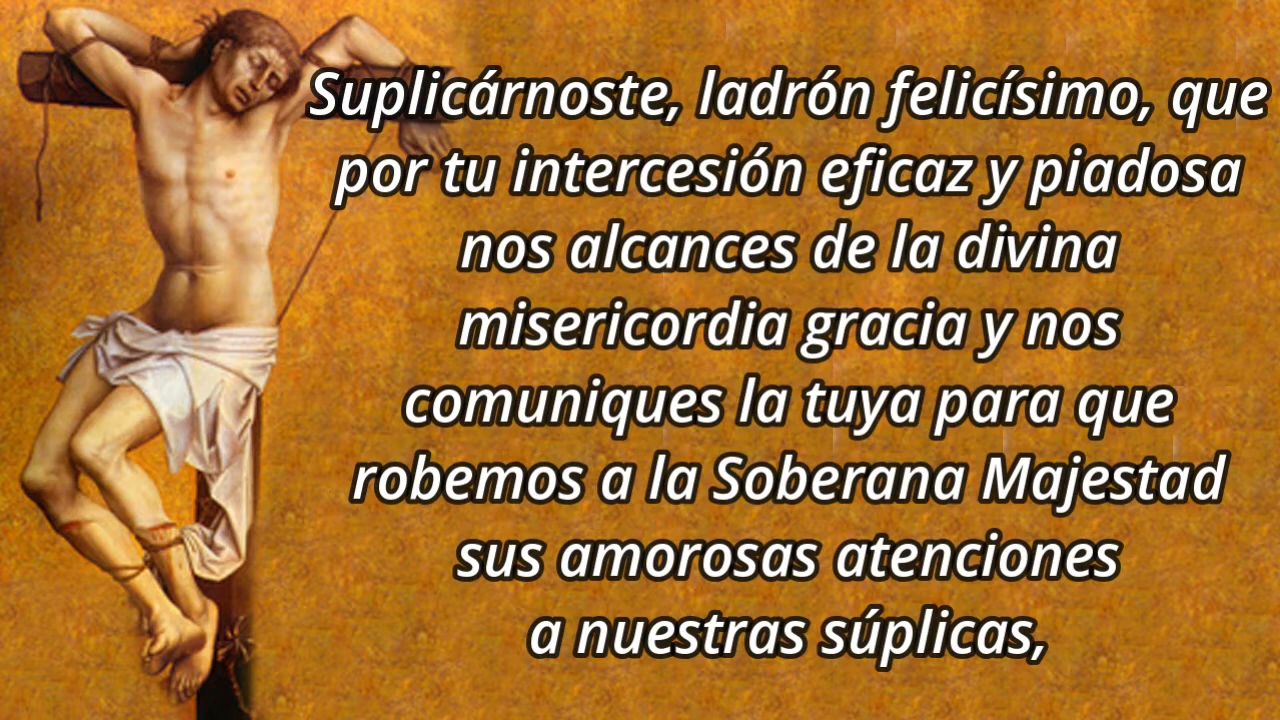 Suplicárnoste, ladrón felicísimo, que
por tu intercesión eficaz y piadosa
nos alcances de la divina
misericordia gracia y nos
comuniques la tuya para que
robemos a la Soberana Majestad
sus amorosas atenciones
a nuestras súplicas,